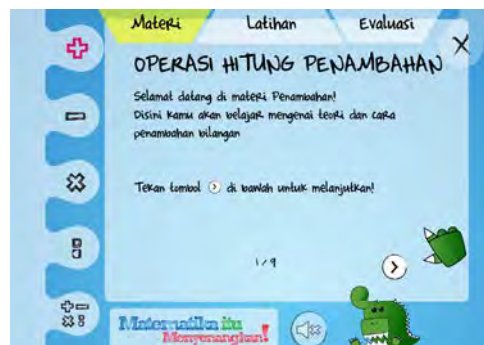 Materi
Latihan
Evaluasi
X
OPERASI HITUNG PENAMBAHAN
Selamat datang di materi Penambahan!
Disini kamu akan belajar mengenai teori dan cara
penambahan bilangan
Tekan tombol > di bawah untuk melanjutkan!
1/9
Matematika itu
Menyenangkan!